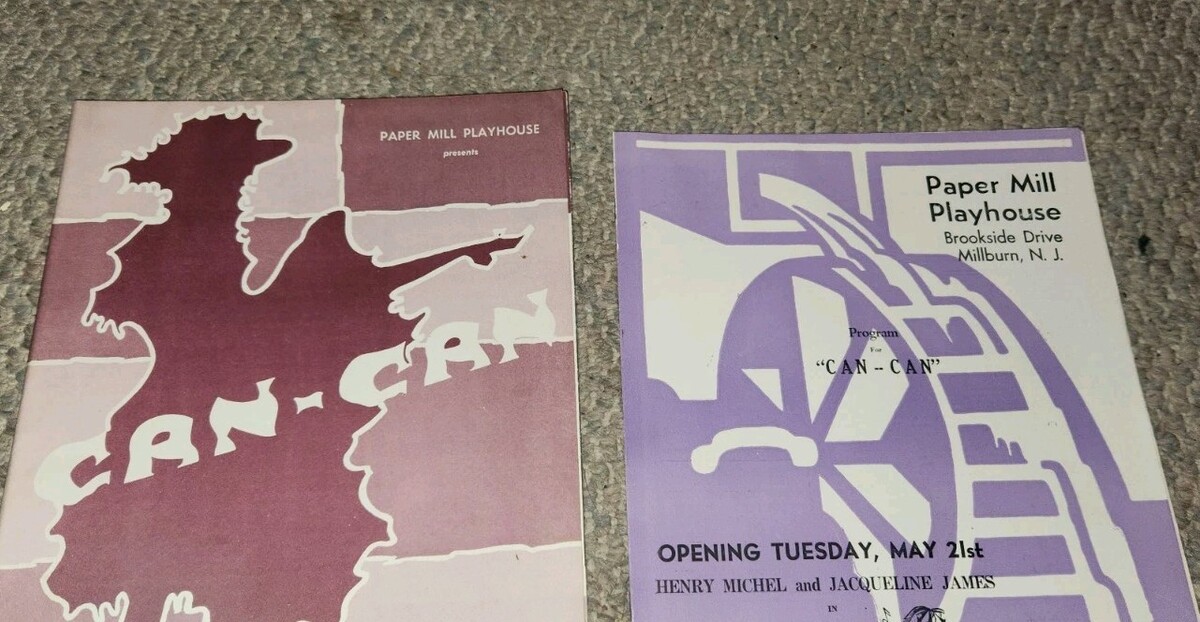 PAPER MILL PLAYHOUSE
presents
CAN-CAN
Paper Mill
Playhouse
Brookside Drive
Millburn, N. J.
Program
For
"CAN -- CAN"
OPENING TUESDAY, MAY 21st
HENRY MICHEL and JACQUELINE JAMES
IN